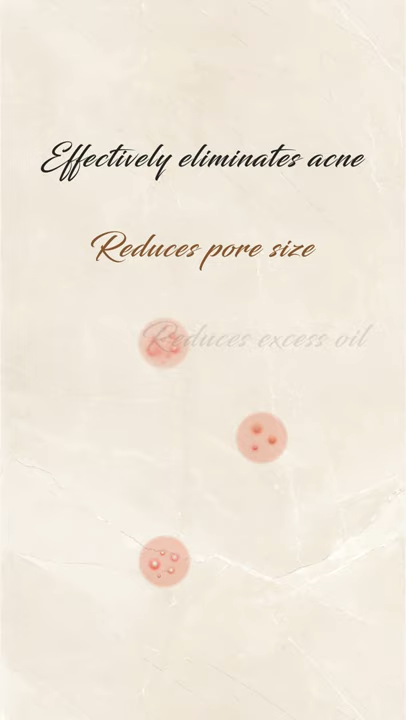 Effectively eliminates acne
Reduces pore size
Reduces excess oil